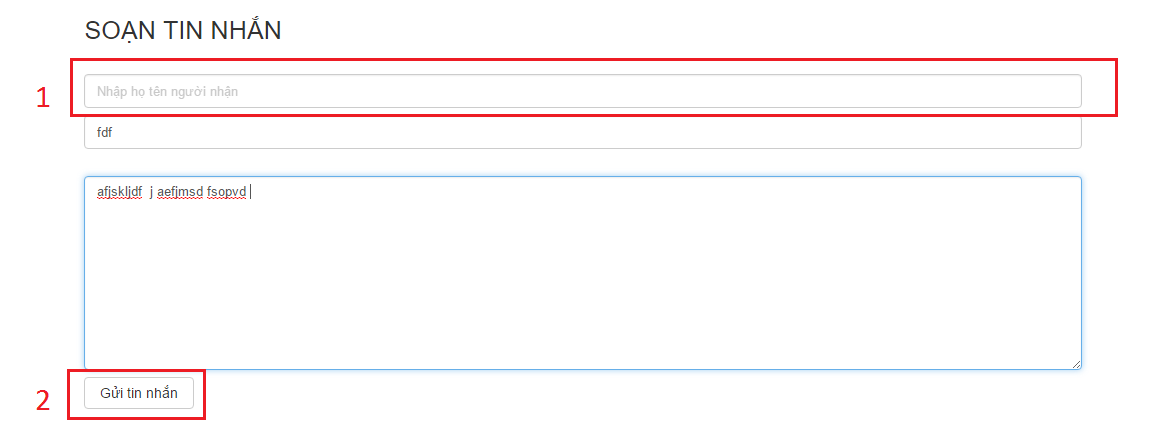 SOẠN TIN NHẮN
1
Nhập họ tên người nhận
fdf
afjskljdf j aefjmsd fsopvd
2
Gửi tin nhắn